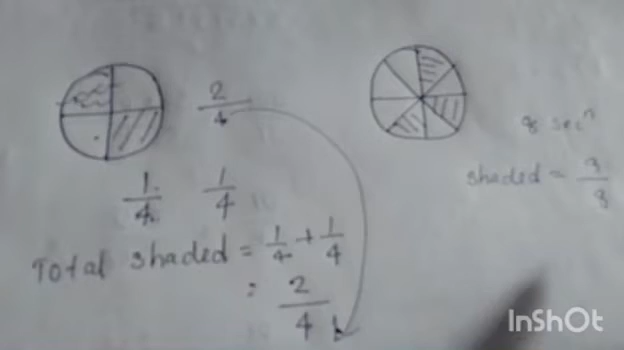 2/4
1/4 1/4
Total shaded = 1/4 + 1/4
= 2/4
8 secn
shaded = 3/8
InShOt